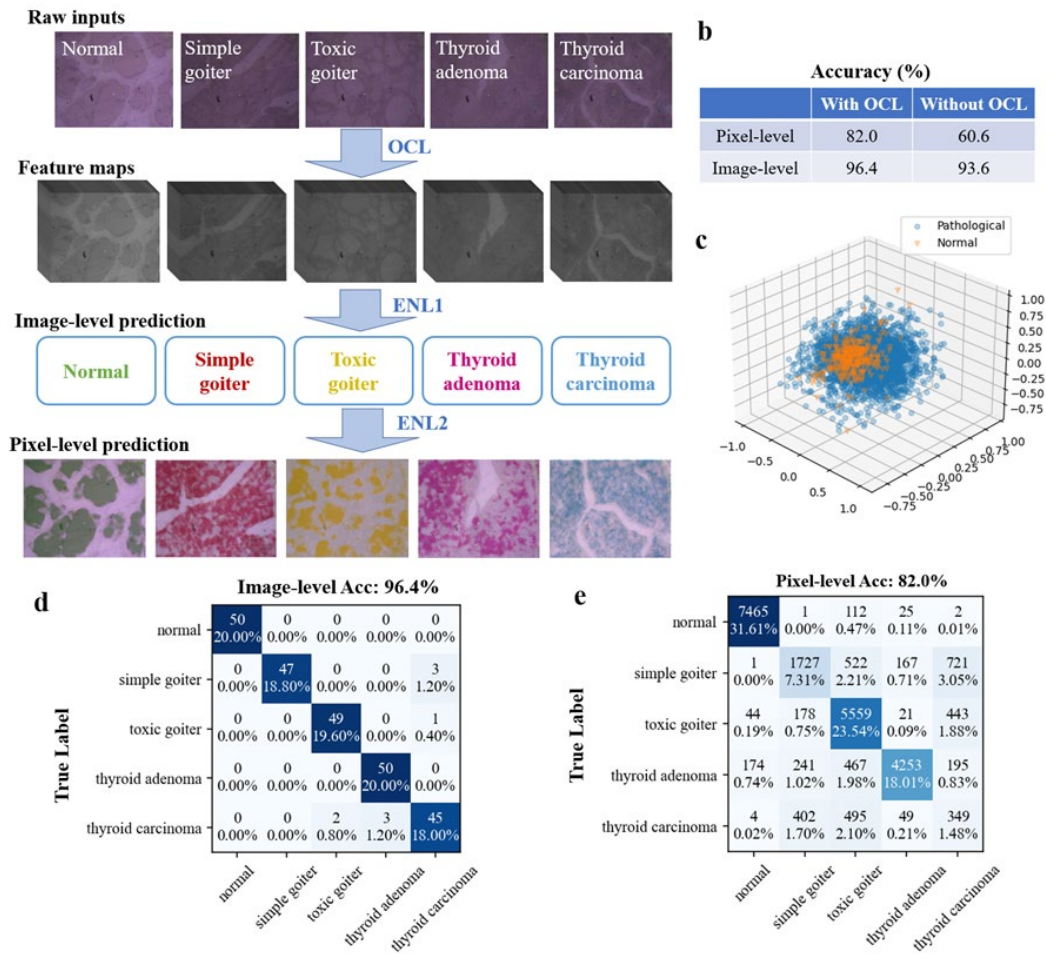 Raw inputs
Normal
Simple
goiter
Toxic
goiter
Thyroid
adenoma
Thyroid
carcinoma
OCL
Feature maps
ENL1
Image-level prediction
Normal
Simple
goiter
Toxic
goiter
Thyroid
adenoma
Thyroid
carcinoma
ENL2
Pixel-level prediction
b
Accuracy (%)
With OCL Without OCL
Pixel-level 82.0 60.6
Image-level 96.4 93.6
c
Pathological
Normal
1.00
0.75
0.50
0.25
0.00
−0.25
−0.50
−0.75
−1.0
−0.5
0.0
0.5
1.0
−0.75
−0.50
−0.25
0.00
0.25
0.50
0.75
1.00
d
Image-level Acc: 96.4%
True Label
normal
50 0 0 0 0
20.00% 0.00% 0.00% 0.00% 0.00%
simple goiter
0 47 0 0 3
0.00% 18.80% 0.00% 0.00% 1.20%
toxic goiter
0 0 49 0 1
0.00% 0.00% 19.60% 0.00% 0.40%
thyroid adenoma
0 0 0 50 0
0.00% 0.00% 0.00% 20.00% 0.00%
thyroid carcinoma
0 0 2 3 45
0.00% 0.00% 0.80% 1.20% 18.00%
normal
simple goiter
toxic goiter
thyroid adenoma
thyroid carcinoma
e
Pixel-level Acc: 82.0%
True Label
normal
7465 1 112 25 2
31.61% 0.00% 0.47% 0.11% 0.01%
simple goiter
1 1727 522 167 721
0.00% 7.31% 2.21% 0.71% 3.05%
toxic goiter
44 178 5559 21 443
0.19% 0.75% 23.54% 0.09% 1.88%
thyroid adenoma
174 241 467 4253 195
0.74% 1.02% 1.98% 18.01% 0.83%
thyroid carcinoma
4 402 495 49 349
0.02% 1.70% 2.10% 0.21% 1.48%
normal
simple goiter
toxic goiter
thyroid adenoma
thyroid carcinoma